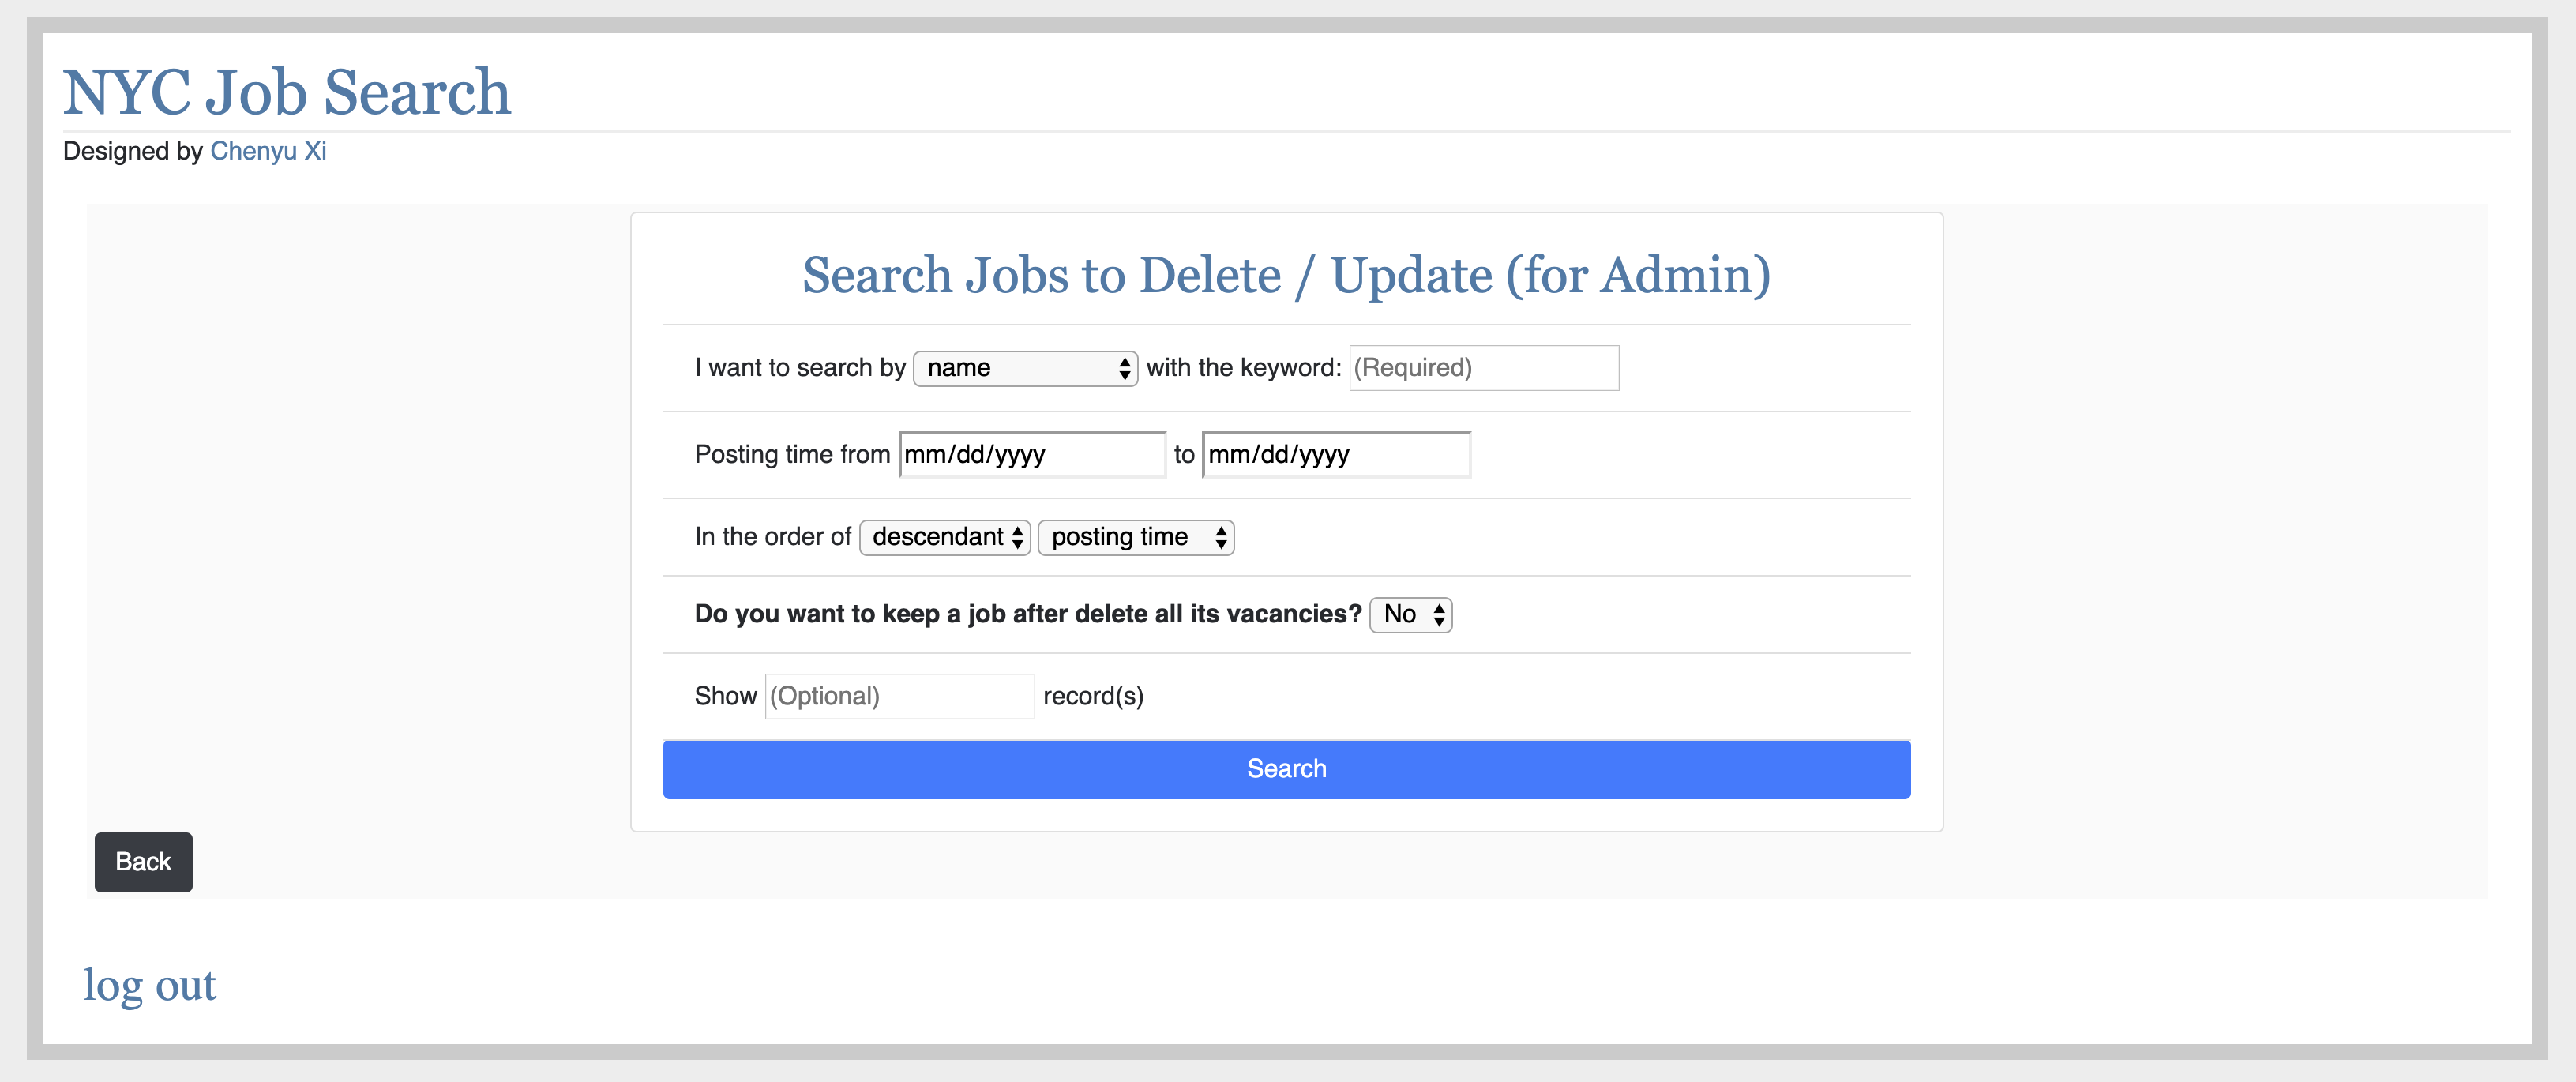 NYC Job Search
Designed by Chenyu Xi
Search Jobs to Delete / Update (for Admin)
I want to search by name with the keyword: (Required)
Posting time from mm/dd/yyyy to mm/dd/yyyy
In the order of descendant posting time
Do you want to keep a job after delete all its vacancies? No
Show (Optional) record(s)
Search
Back
log out